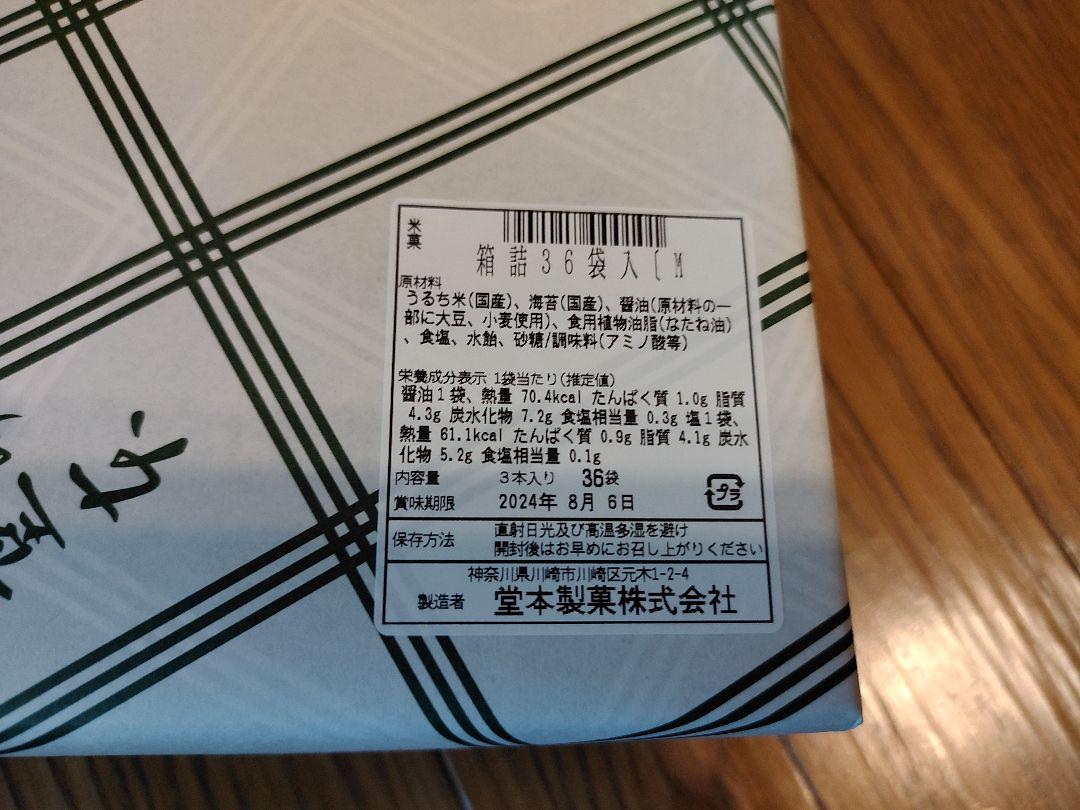 米菓
箱詰36袋入(M
原材料
うるち米(国産)、海苔(国産)、醤油(原材料の一
部に大豆、小麦使用)、食用植物油脂(なたね油)
、食塩、水飴、砂糖/調味料(アミノ酸等)
栄養成分表示 1袋当たり(推定値)
醤油1袋、熱量 70.4kcal たんぱく質 1.0g 脂質
4.3g 炭水化物 7.2g 食塩相当量 0.3g 塩1袋、
熱量 61.1kcal たんぱく質 0.9g 脂質 4.1g 炭水
化物 5.2g 食塩相当量 0.1g
内容量 3本入り 36袋
賞味期限 2024年 8月 6日
プラ
保存方法 直射日光及び高温多湿を避け
開封後はお早めにお召し上がりください
神奈川県川崎市川崎区元木1-2-4
製造者 堂本製菓株式会社